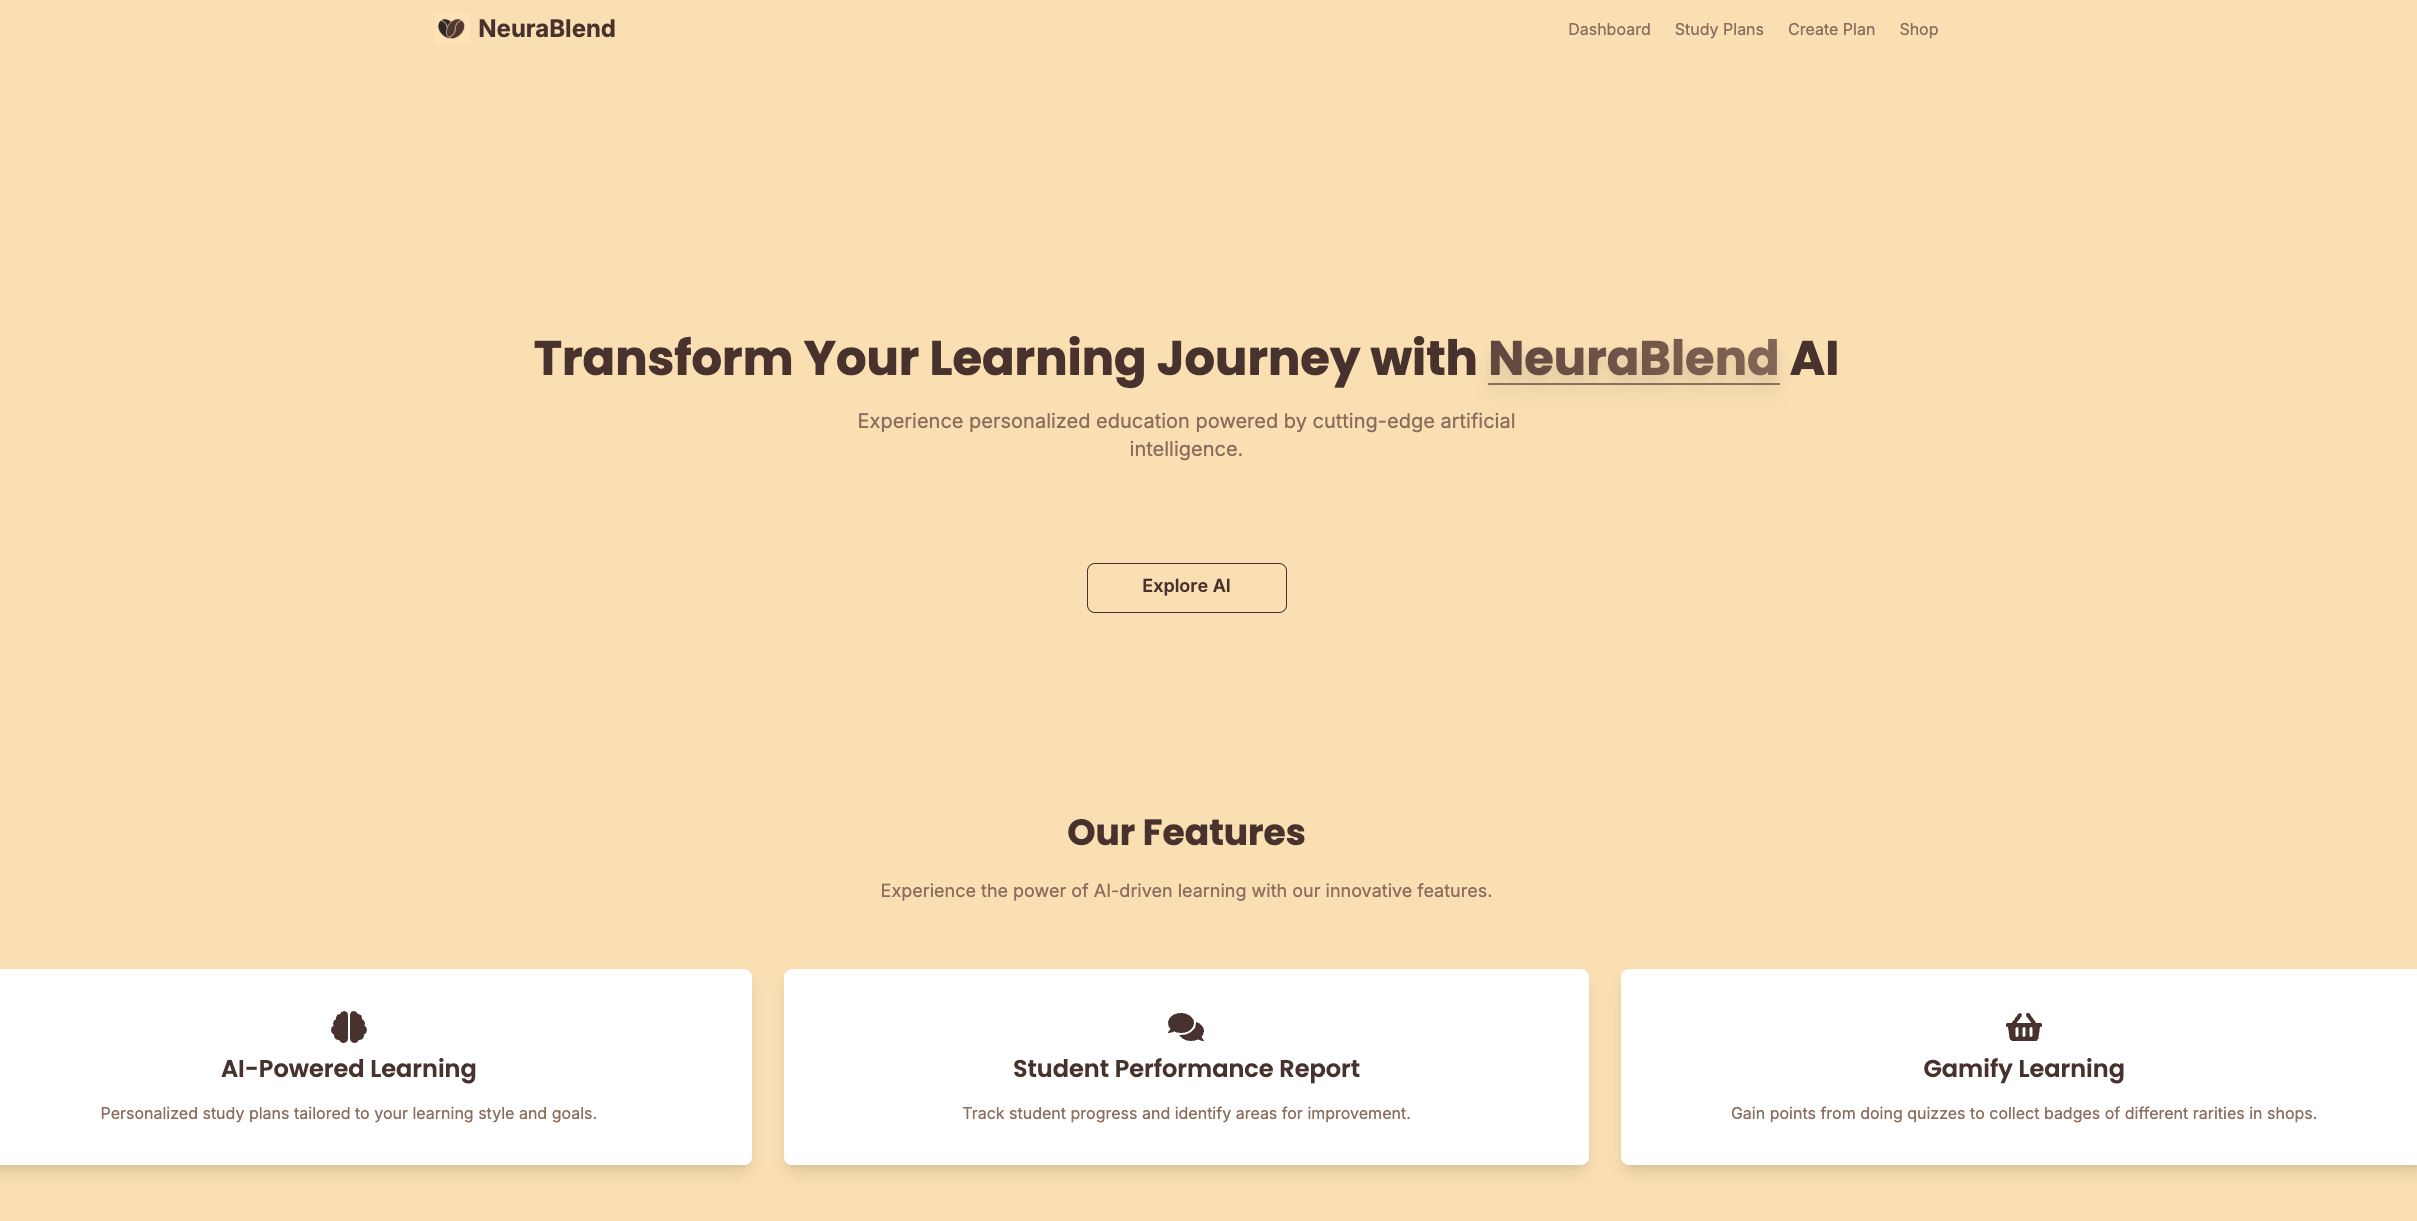 NeuraBlend
Dashboard Study Plans Create Plan Shop
Transform Your Learning Journey with NeuraBlend AI
Experience personalized education powered by cutting-edge artificial
intelligence.
Explore AI
Our Features
Experience the power of AI-driven learning with our innovative features.
AI-Powered Learning
Personalized study plans tailored to your learning style and goals.
Student Performance Report
Track student progress and identify areas for improvement.
Gamify Learning
Gain points from doing quizzes to collect badges of different rarities in shops.